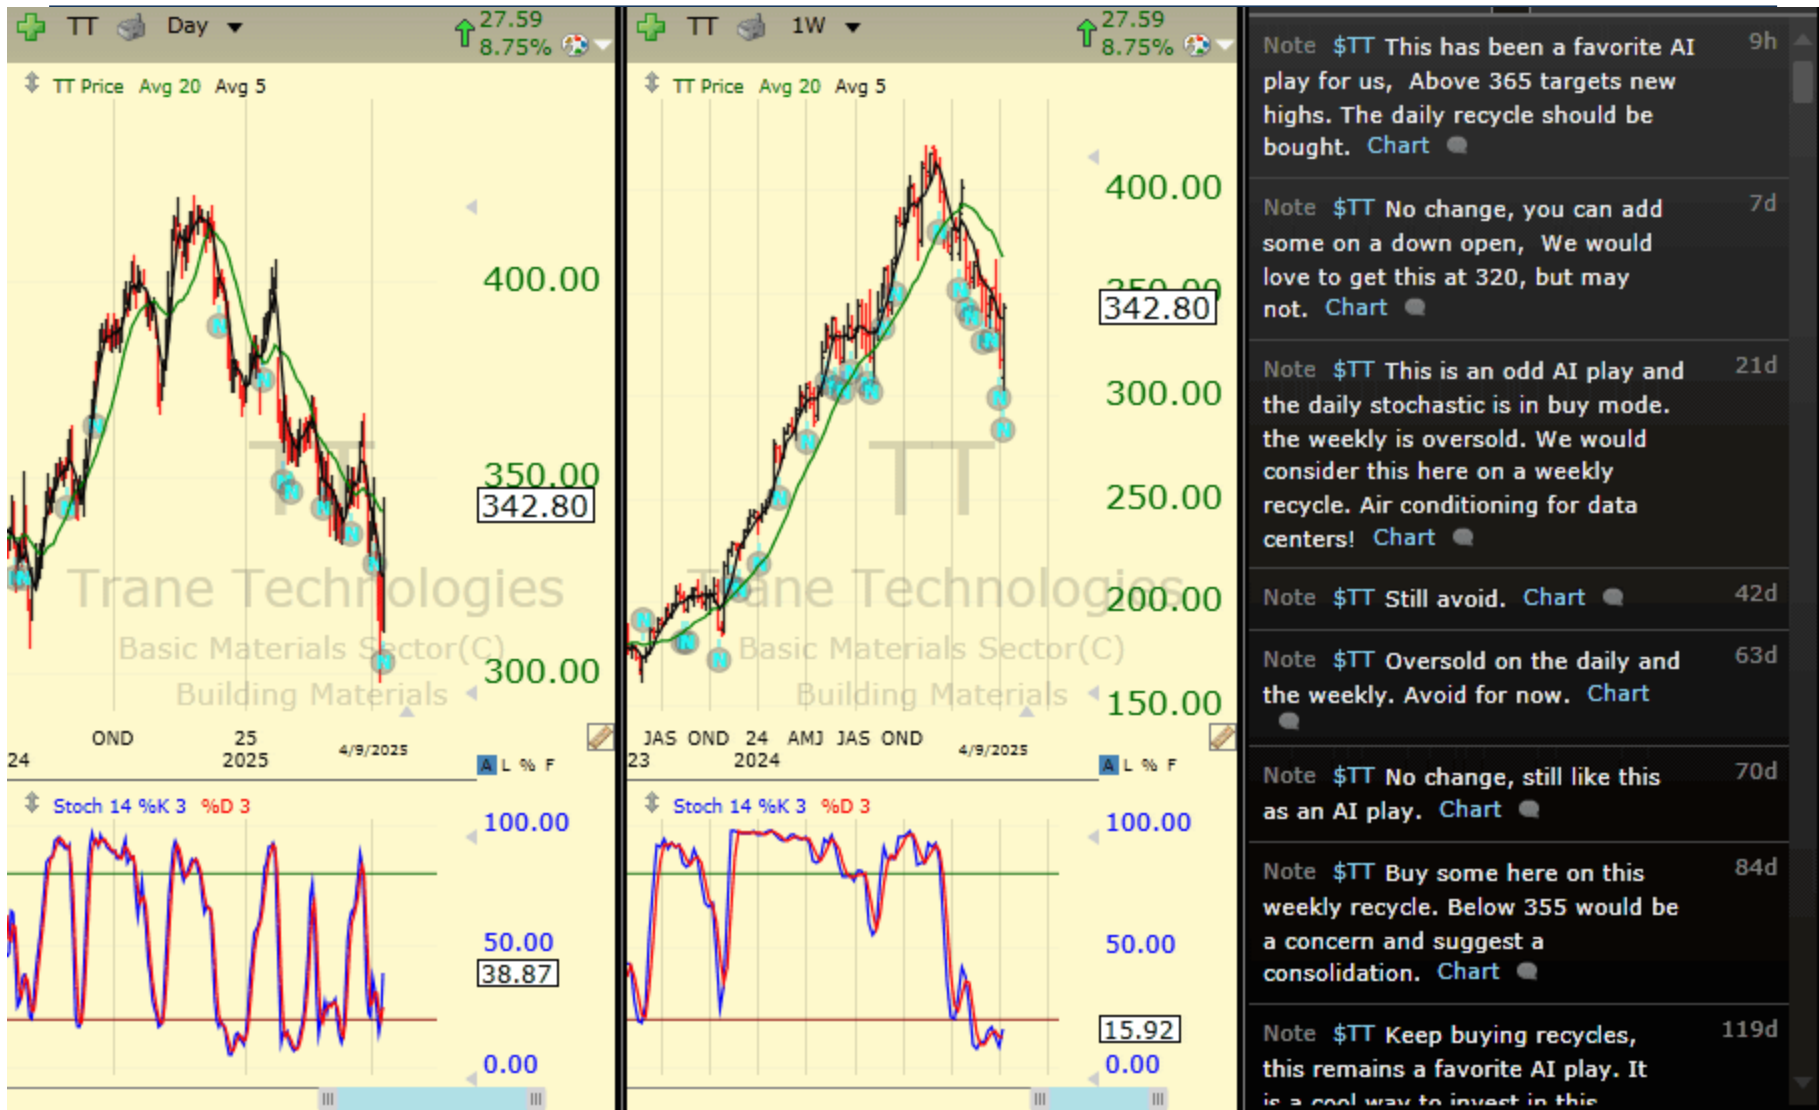 TT Day
27.59
8.75%
TT Price Avg 20 Avg 5
400.00
350.00
342.80
300.00
TT
Trane Technologies
Basic Materials Sector(C)
Building Materials
OND 25
24 2025 4/9/2025
A L % F
Stoch 14 %K 3 %D 3
100.00
50.00
38.87
0.00
TT 1W
27.59
8.75%
TT Price Avg 20 Avg 5
400.00
350.00
342.80
300.00
250.00
200.00
150.00
TT
Trane Technologies
Basic Materials Sector(C)
Building Materials
JAS OND 24 AMJ JAS OND
23 2024 4/9/2025
A L % F
Stoch 14 %K 3 %D 3
100.00
50.00
15.92
0.00
Note $TT This has been a favorite AI 9h
play for us, Above 365 targets new
highs. The daily recycle should be
bought. Chart
Note $TT No change, you can add 7d
some on a down open, We would
love to get this at 320, but may
not. Chart
Note $TT This is an odd AI play and 21d
the daily stochastic is in buy mode.
the weekly is oversold. We would
consider this here on a weekly
recycle. Air conditioning for data
centers! Chart
Note $TT Still avoid. Chart 42d
Note $TT Oversold on the daily and 63d
the weekly. Avoid for now. Chart
Note $TT No change, still like this 70d
as an AI play. Chart
Note $TT Buy some here on this 84d
weekly recycle. Below 355 would be
a concern and suggest a
consolidation. Chart
Note $TT Keep buying recycles, 119d
this remains a favorite AI play. It
is a cool way to invest in this